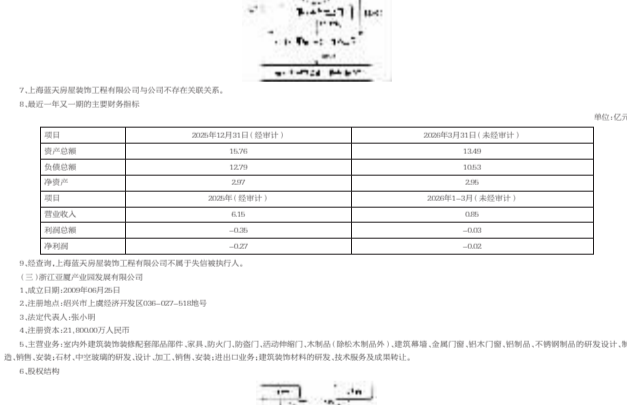 7、上海蓝天房屋装饰工程有限公司与公司不存在关联关系。
8、最近一年又一期的主要财务指标
单位:亿元
项目 2025年12月31日(经审计) 2026年3月31日(未经审计)
资产总额 15.76 13.49
负债总额 12.79 10.53
净资产 2.97 2.95
项目 2025年(经审计) 2026年1-3月(未经审计)
营业收入 6.15 0.85
利润总额 -0.35 -0.03
净利润 -0.27 -0.02
9、经查询,上海蓝天房屋装饰工程有限公司不属于失信被执行人。
(三)浙江亚厦产业园发展有限公司
1、成立日期:2009年06月25日
2、注册地点:绍兴市上虞经济开发区036-027-518地号
3、法定代表人:张小明
4、注册资本:21,800.00万人民币
5、主营业务:室内外建筑装饰装修配套部品部件、家具、防火门、防盗门、活动伸缩门、木制品(除松木制品外)、建筑幕墙、金属门窗、铝木门窗、铝制品、不锈钢制品的研发设计、制
造、销售、安装;石材、中空玻璃的研发、设计、加工、销售、安装;进出口业务;建筑装饰材料的研发、技术服务及成果转让。
6、股权结构